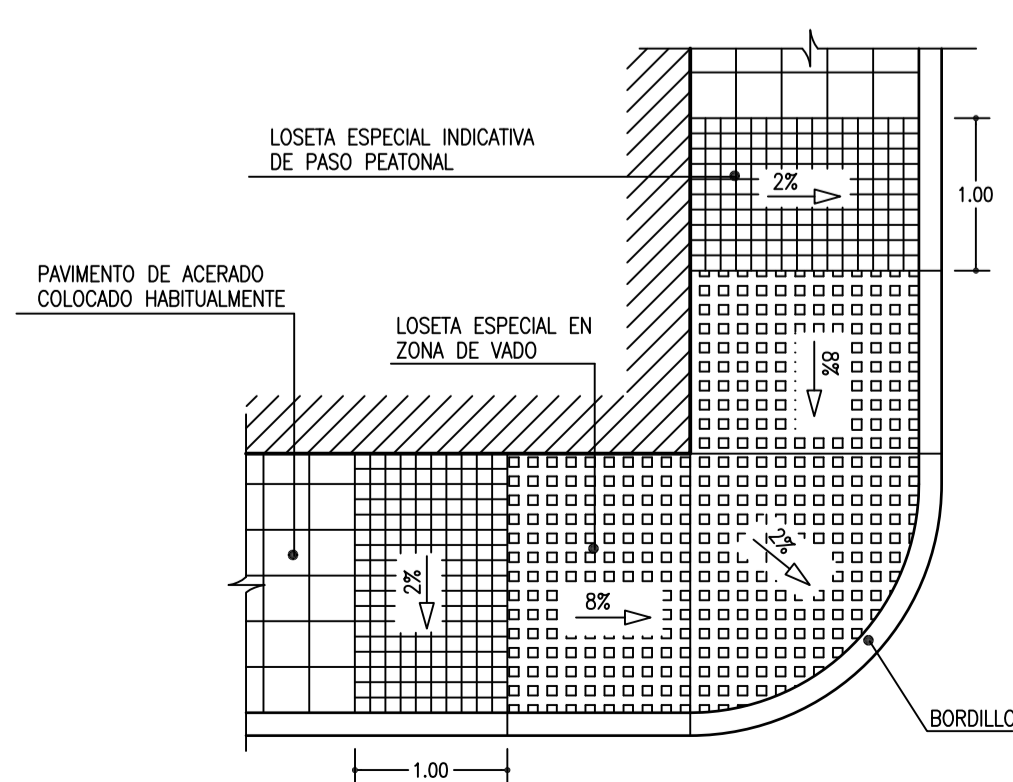 LOSETA ESPECIAL INDICATIVA
DE PASO PEATONAL
2%
1.00
PAVIMENTO DE ACERADO
COLOCADO HABITUALMENTE
LOSETA ESPECIAL EN
ZONA DE VADO
8%
2%
2%
8%
BORDILLO
1.00